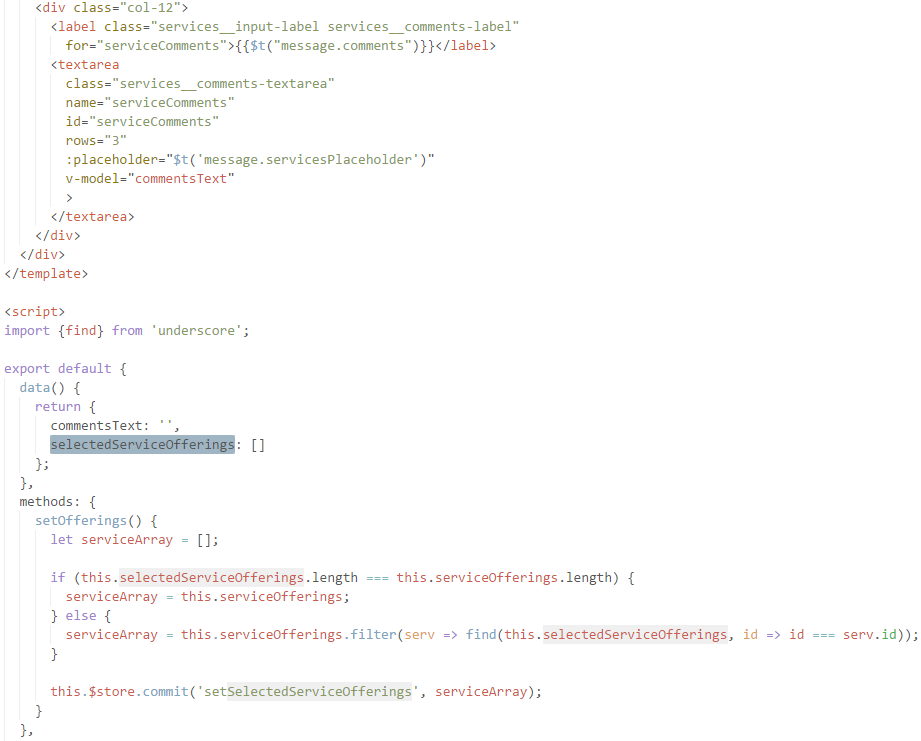 <div class="col-12">
<label class="services__input-label services__comments-label"
for="serviceComments">{{$t("message.comments")}}</label>
<textarea
class="services__comments-textarea"
name="serviceComments"
id="serviceComments"
rows="3"
:placeholder="$t('message.servicesPlaceholder')"
v-model="commentsText"
>
</textarea>
</div>
</div>
</template>
<script>
import {find} from 'underscore';
export default {
data() {
return {
commentsText: '',
selectedServiceOfferings: []
};
},
methods: {
setOfferings() {
let serviceArray = [];
if (this.selectedServiceOfferings.length === this.serviceOfferings.length) {
serviceArray = this.serviceOfferings;
} else {
serviceArray = this.serviceOfferings.filter(serv => find(this.selectedServiceOfferings, id => id === serv.id));
}
this.$store.commit('setSelectedServiceOfferings', serviceArray);
}
},